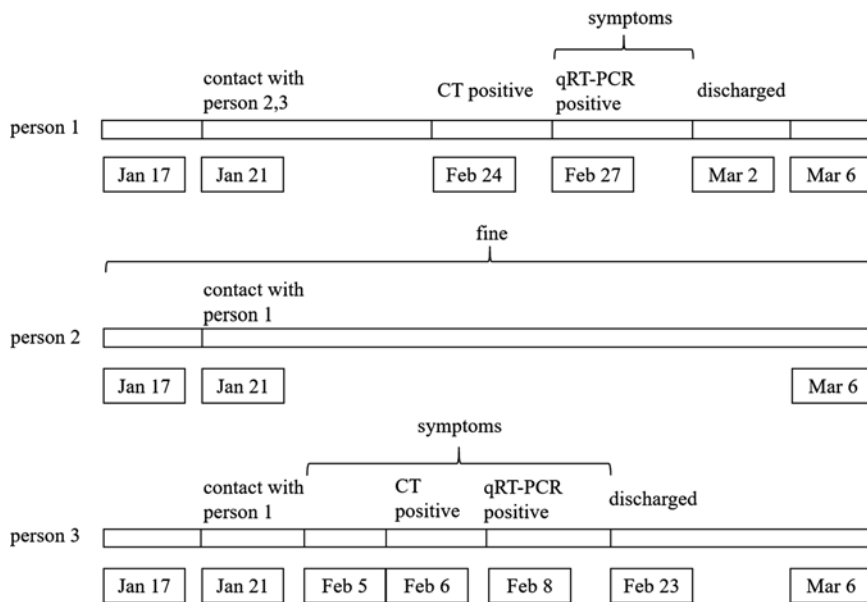 symptoms
contact with
person 2,3
CT positive
qRT-PCR
positive
discharged
person 1
Jan 17
Jan 21
Feb 24
Feb 27
Mar 2
Mar 6
fine
contact with
person 1
person 2
Jan 17
Jan 21
Mar 6
symptoms
contact with
person 1
CT
positive
qRT-PCR
positive
discharged
person 3
Jan 17
Jan 21
Feb 5
Feb 6
Feb 8
Feb 23
Mar 6